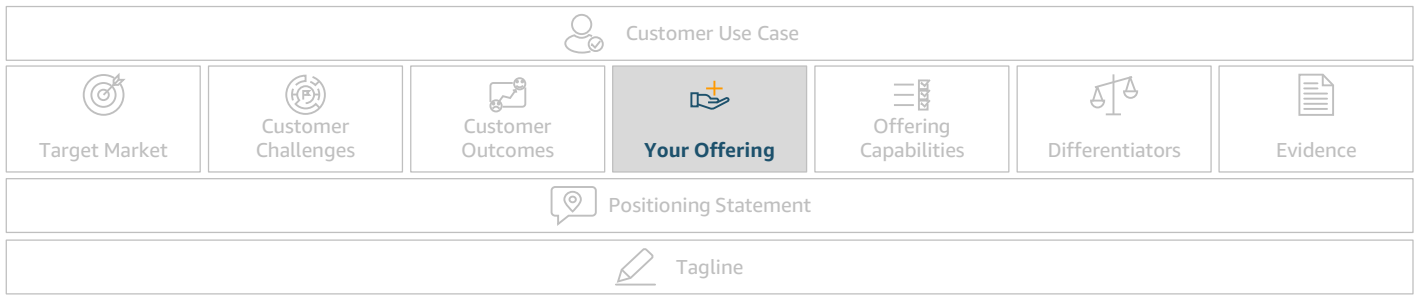 Customer Use Case
Target Market
Customer
Challenges
Customer
Outcomes
Your Offering
Offering
Capabilities
Differentiators
Evidence
Positioning Statement
Tagline